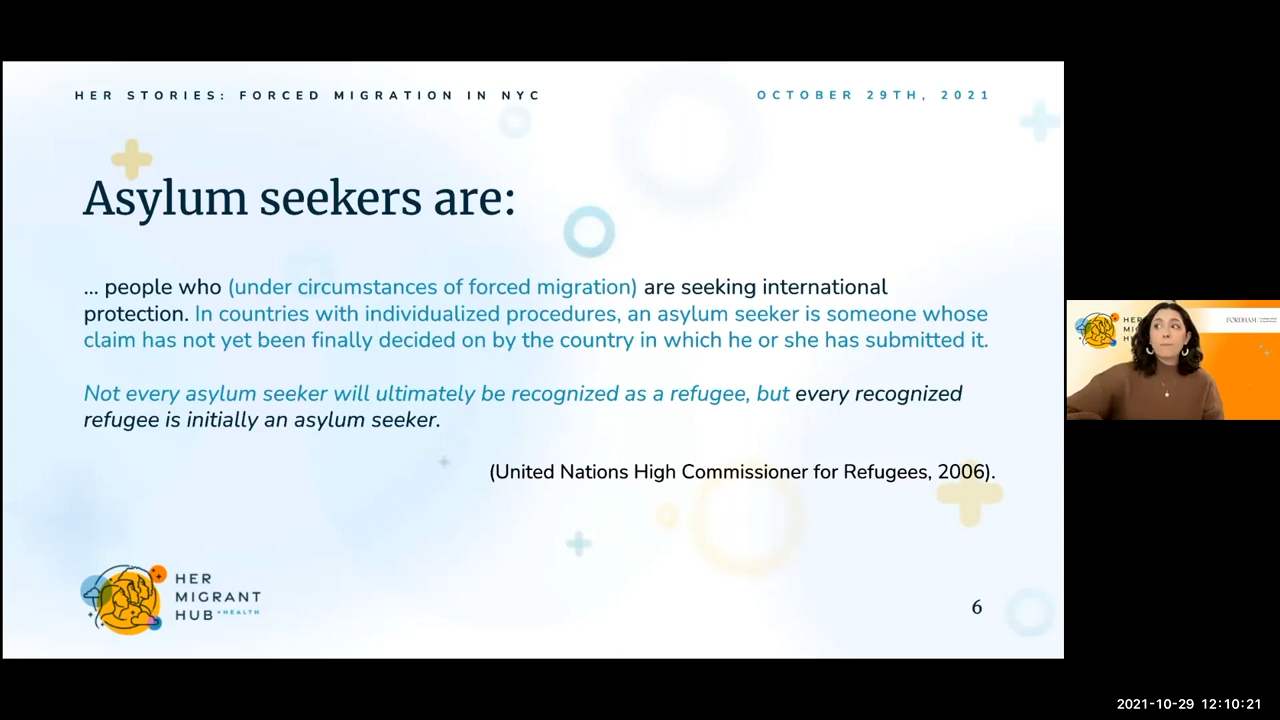 HER STORIES: FORCED MIGRATION IN NYC
OCTOBER 29TH, 2021
Asylum seekers are:
... people who (under circumstances of forced migration) are seeking international
protection. In countries with individualized procedures, an asylum seeker is someone whose
claim has not yet been finally decided on by the country in which he or she has submitted it.
Not every asylum seeker will ultimately be recognized as a refugee, but every recognized
refugee is initially an asylum seeker.
(United Nations High Commissioner for Refugees, 2006).
HER
MIGRANT
HUB +HEALTH
6
HER
MIG
H
FORDHAM
2021-10-29 12:10:21